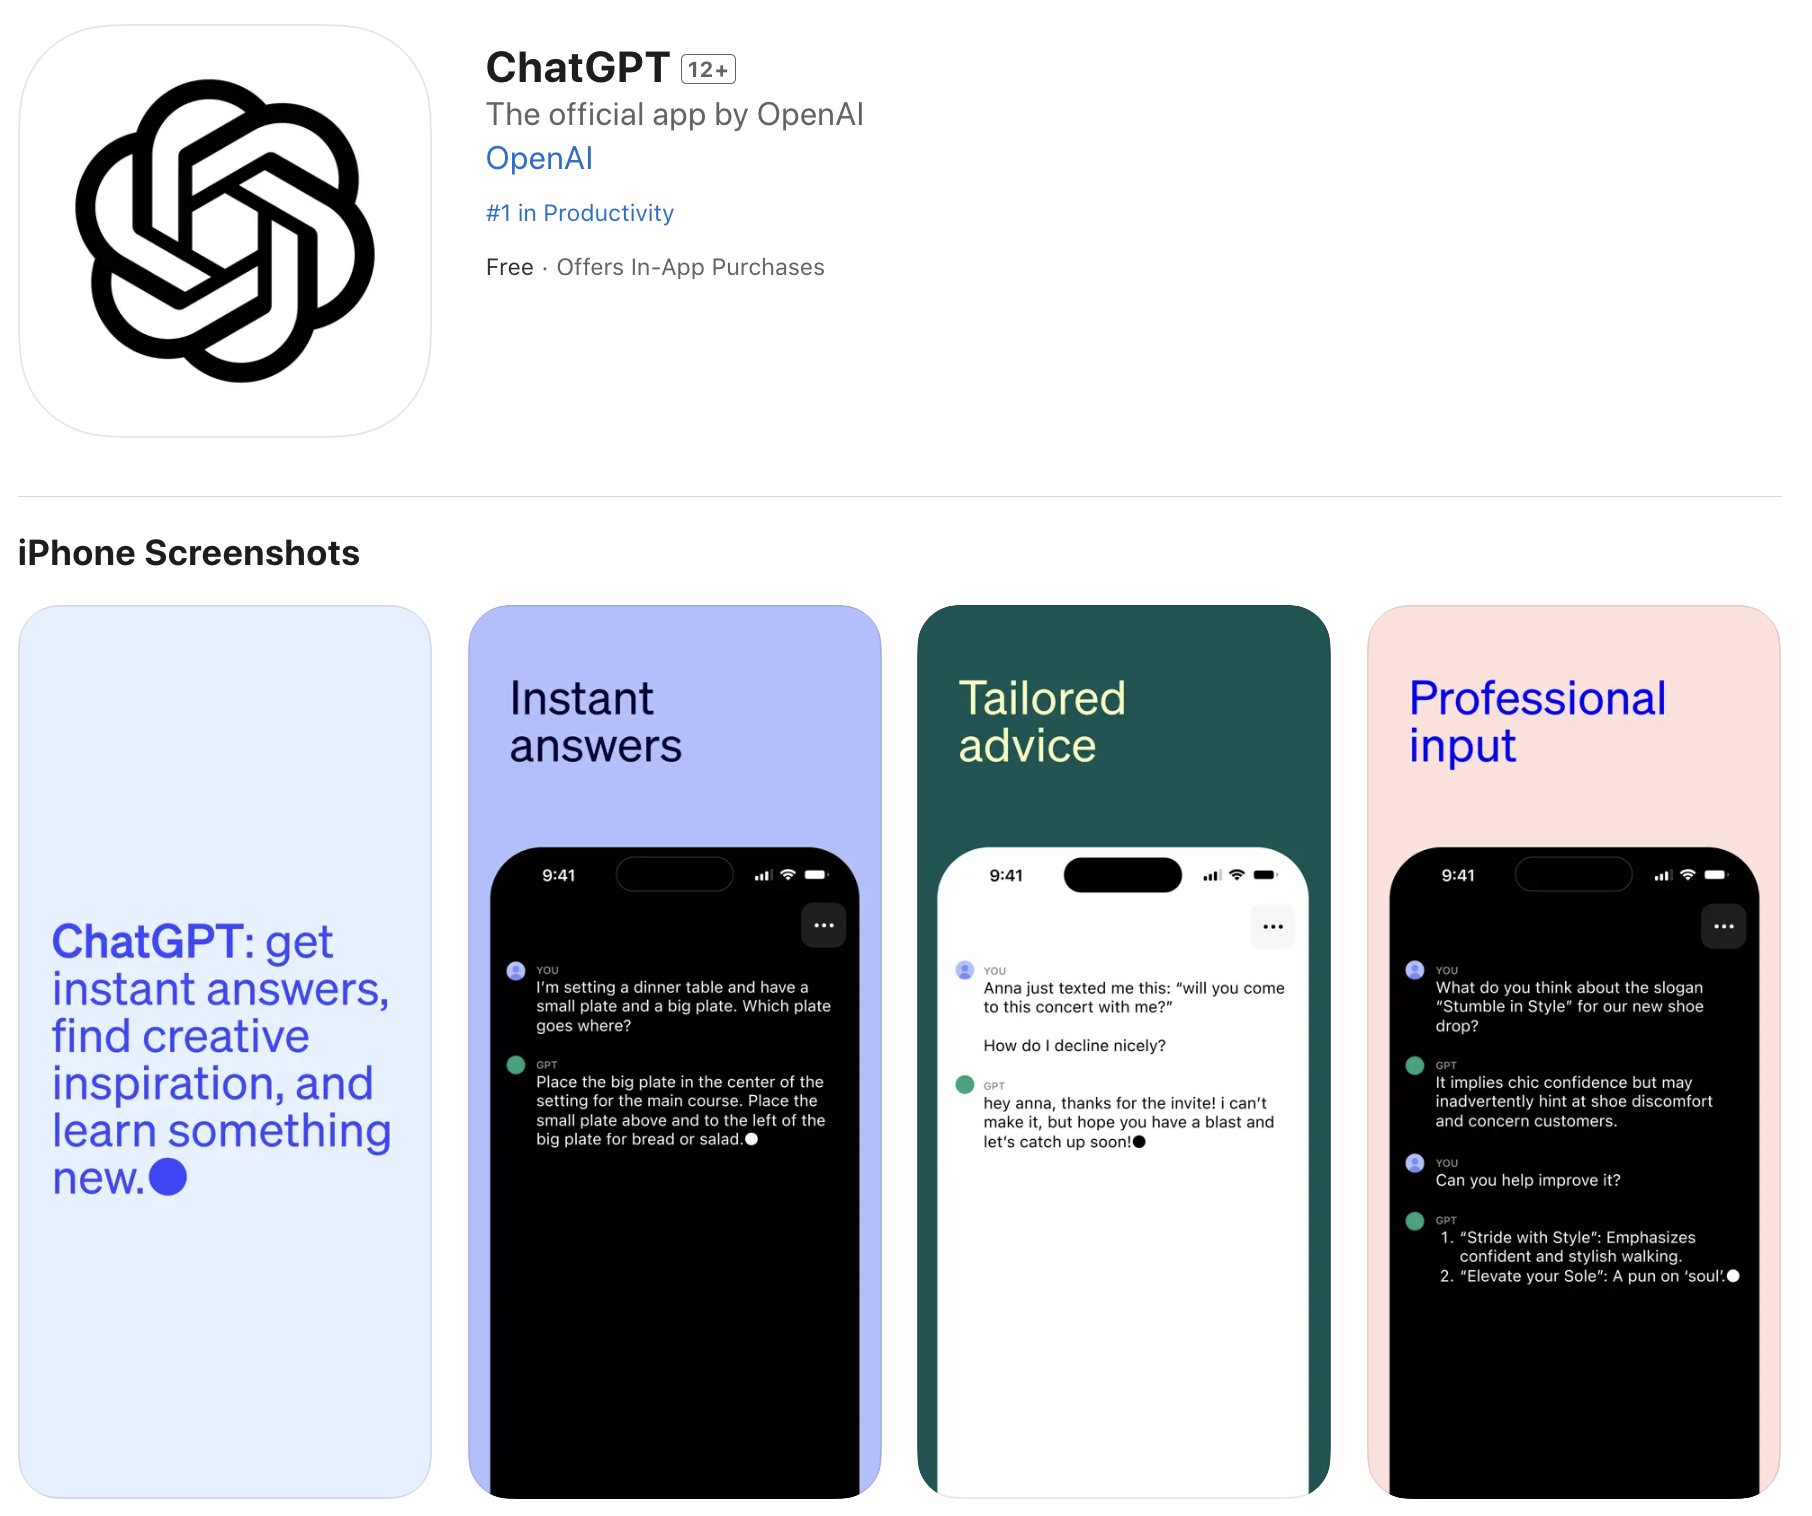 ChatGPT 12+
The official app by OpenAI
OpenAI
#1 in Productivity
Free · Offers In-App Purchases
iPhone Screenshots
ChatGPT: get
instant answers,
find creative
inspiration, and
learn something
new.
Instant
answers
9:41
YOU
I’m setting a dinner table and have a
small plate and a big plate. Which plate
goes where?
GPT
Place the big plate in the center of the
setting for the main course. Place the
small plate above and to the left of the
big plate for bread or salad.
Tailored
advice
9:41
YOU
Anna just texted me this: “will you come
to this concert with me?”
How do I decline nicely?
GPT
hey anna, thanks for the invite! i can’t
make it, but hope you have a blast and
let’s catch up soon!
Professional
input
9:41
YOU
What do you think about the slogan
“Stumble in Style” for our new shoe
drop?
GPT
It implies chic confidence but may
inadvertently hint at shoe discomfort
and concern customers.
YOU
Can you help improve it?
GPT
1. “Stride with Style”: Emphasizes
confident and stylish walking.
2. “Elevate your Sole”: A pun on ‘soul’.